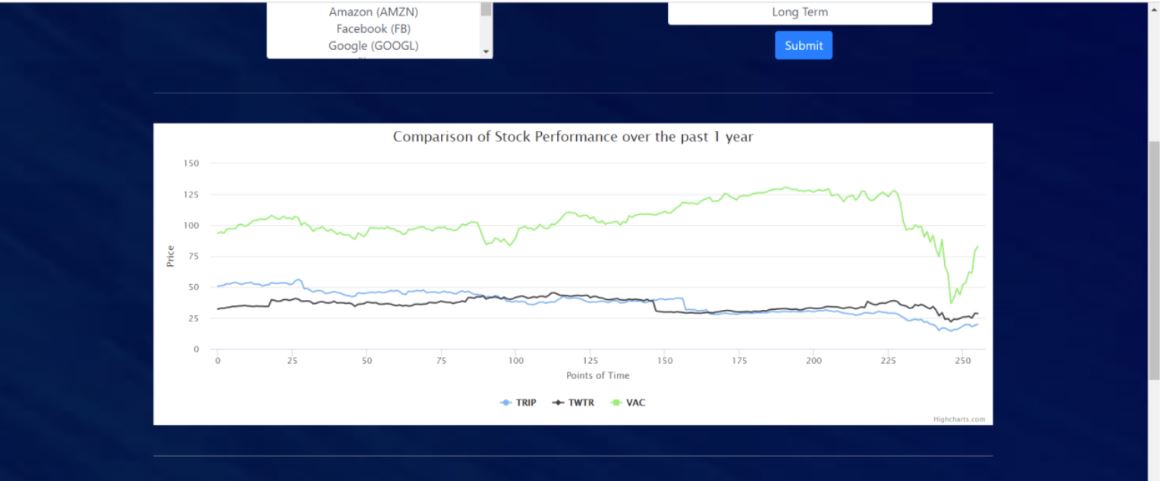 Amazon (AMZN)
Facebook (FB)
Google (GOOGL)
Long Term
Submit
Comparison of Stock Performance over the past 1 year
Price
150
125
100
75
50
25
0
0 25 50 75 100 125 150 175 200 225 250
Points of Time
TRIP TWTR VAC
Highcharts.com